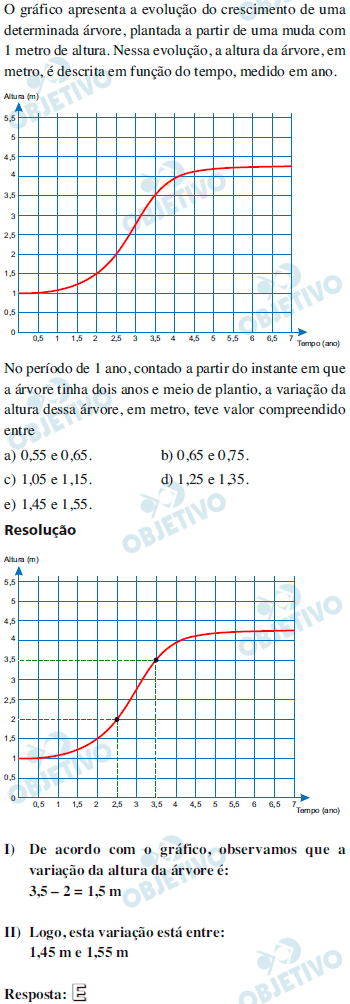 O gráfico apresenta a evolução do crescimento de uma
determinada árvore, plantada a partir de uma muda com
1 metro de altura. Nessa evolução, a altura da árvore, em
metro, é descrita em função do tempo, medido em ano.
Altura (m)
5,5
5
4,5
4
3,5
3
2,5
2
1,5
1
0,5
0
0,5 1 1,5 2 2,5 3 3,5 4 4,5 5 5,5 6 6,5 7
Tempo (ano)
No período de 1 ano, contado a partir do instante em que
a árvore tinha dois anos e meio de plantio, a variação da
altura dessa árvore, em metro, teve valor compreendido
entre
a) 0,55 e 0,65. b) 0,65 e 0,75.
c) 1,05 e 1,15. d) 1,25 e 1,35.
e) 1,45 e 1,55.
Resolução
Altura (m)
5,5
5
4,5
4
3,5
3
2,5
2
1,5
1
0,5
0
0,5 1 1,5 2 2,5 3 3,5 4 4,5 5 5,5 6 6,5 7
Tempo (ano)
I) De acordo com o gráfico, observamos que a
variação da altura da árvore é:
3,5 – 2 = 1,5 m
II) Logo, esta variação está entre:
1,45 m e 1,55 m
Resposta: E
OBJETIVO
OBJETIVO
OBJETIVO
OBJETIVO
OBJETIVO
OBJETIVO
OBJETIVO
OBJETIVO
OBJETIVO
OBJETIVO